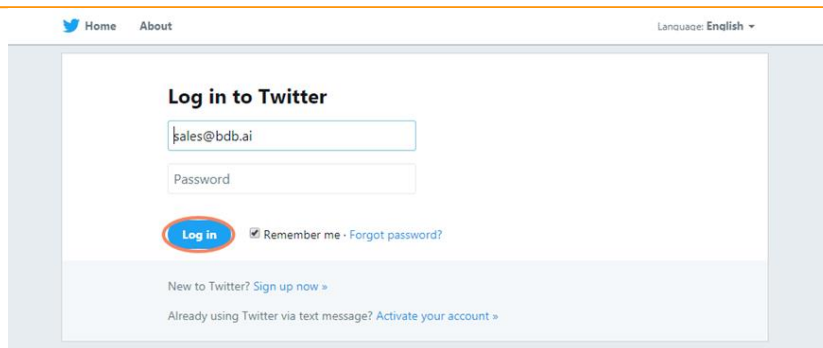 Home About Language: English
Log in to Twitter
sales@bdb.ai
Password
Log in Remember me · Forgot password?
New to Twitter? Sign up now »
Already using Twitter via text message? Activate your account »